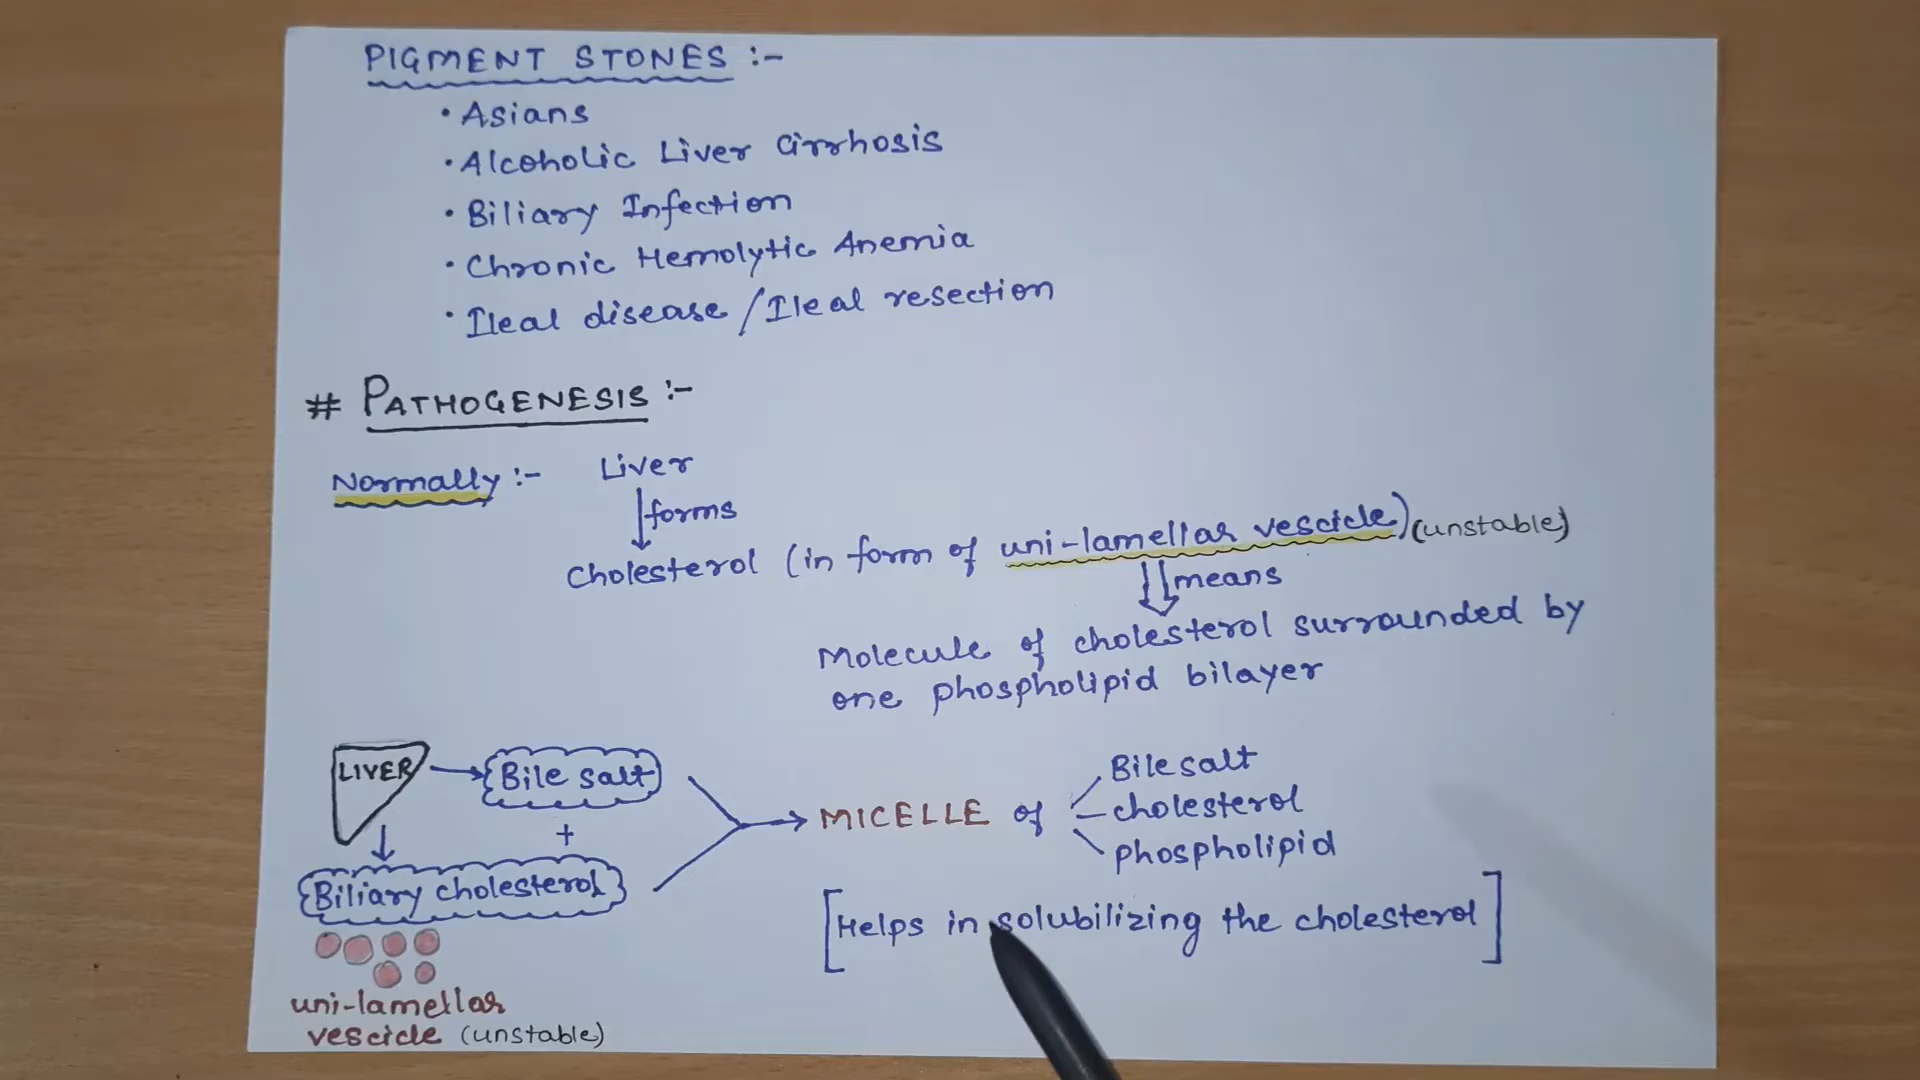 PIGMENT STONES :-
• Asians
• Alcoholic Liver Cirrhosis
• Biliary Infection
• Chronic Hemolytic Anemia
• Ileal disease / Ileal resection
# PATHOGENESIS :-
Normally :- Liver
forms
Cholesterol (in form of uni-lamellar vescicle) (unstable)
means
Molecule of cholesterol surrounded by
one phospholipid bilayer
LIVER Bile salt
+
Biliary cholesterol
MICELLE of
Bile salt
cholesterol
phospholipid
[Helps in solubilizing the cholesterol]
uni-lamellar
vescicle (unstable)